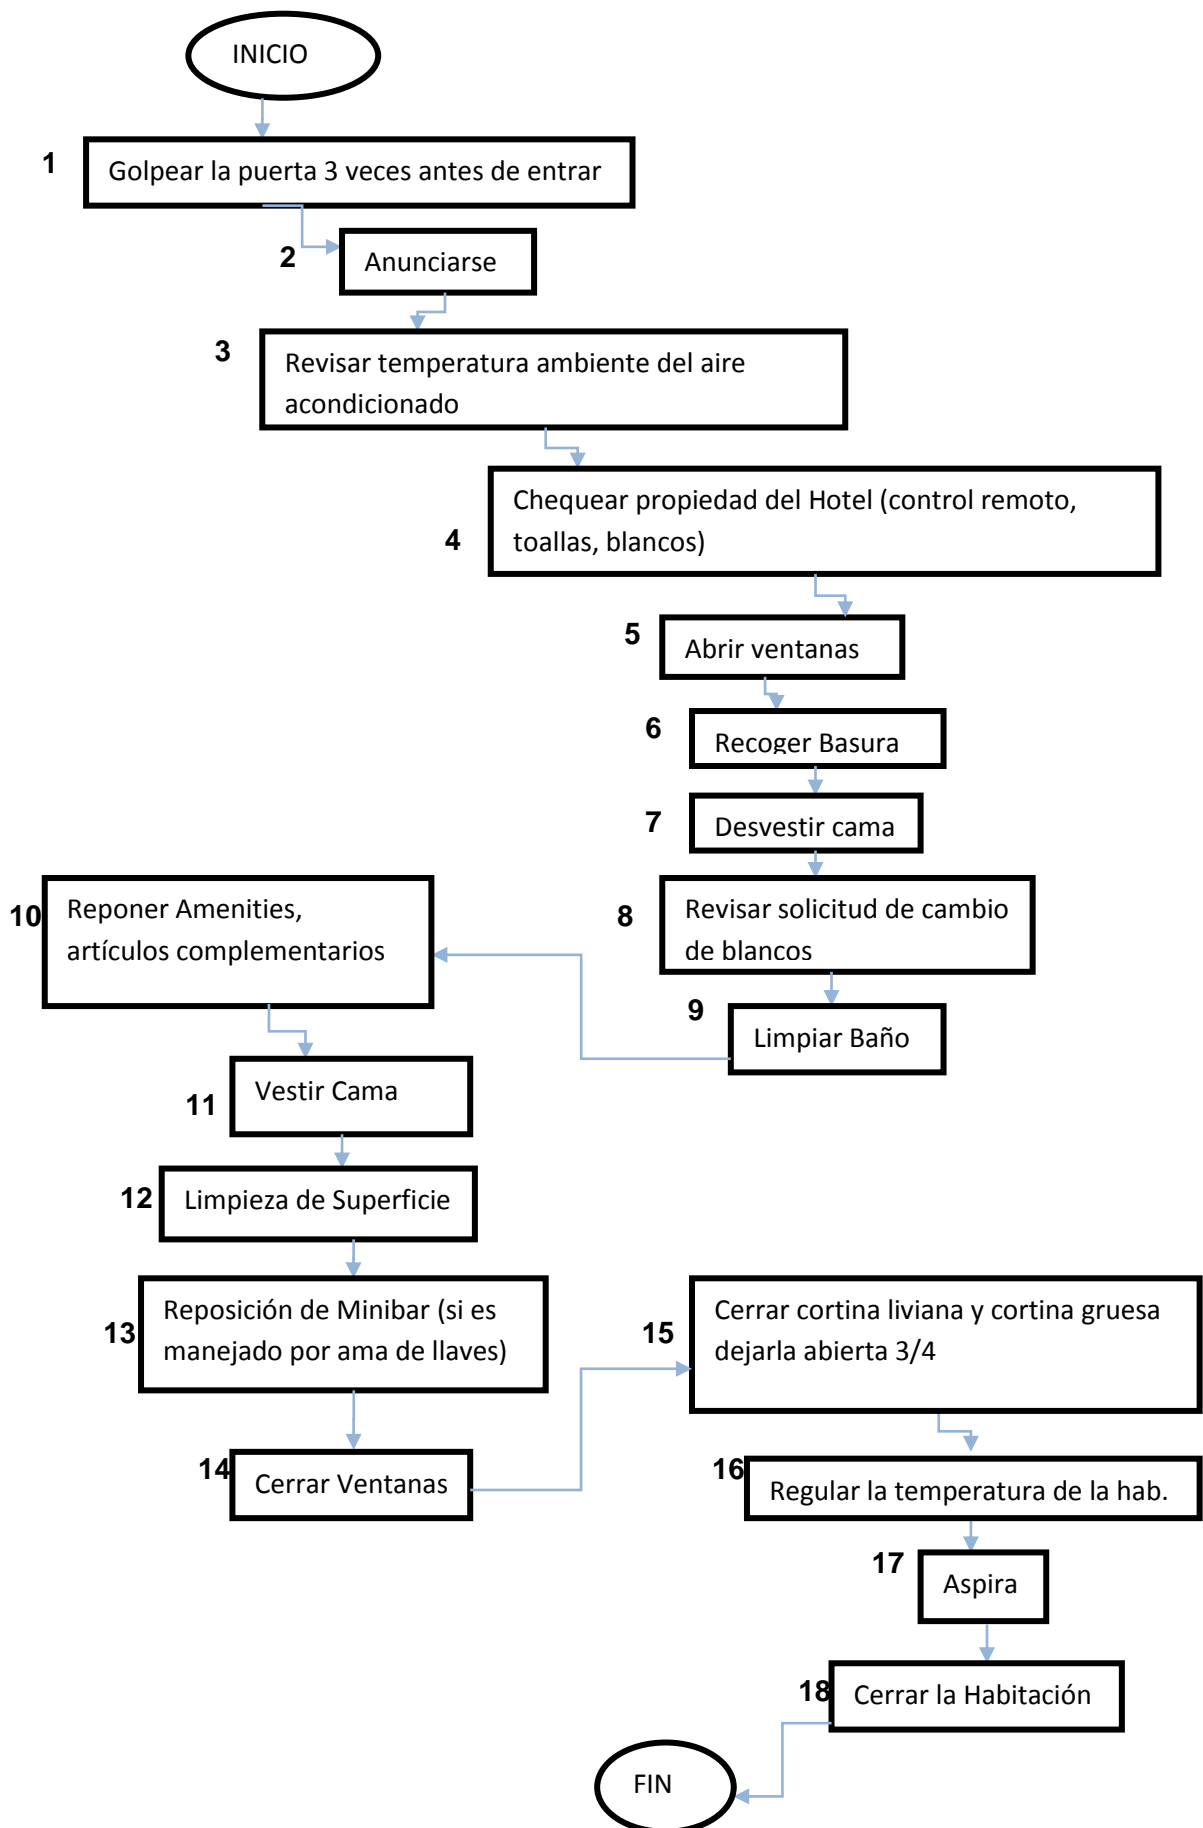 INICIO
1
Golpear la puerta 3 veces antes de entrar
2
Anunciarse
3
Revisar temperatura ambiente del aire
acondicionado
4
Chequear propiedad del Hotel (control remoto,
toallas, blancos)
5
Abrir ventanas
6
Recoger Basura
7
Desvestir cama
8
Revisar solicitud de cambio
de blancos
9
Limpiar Baño
10
Reponer Amenities,
artículos complementarios
11
Vestir Cama
12
Limpieza de Superficie
13
Reposición de Minibar (si es
manejado por ama de llaves)
14
Cerrar Ventanas
15
Cerrar cortina liviana y cortina gruesa
dejarla abierta 3/4
16
Regular la temperatura de la hab.
17
Aspira
18
Cerrar la Habitación
FIN